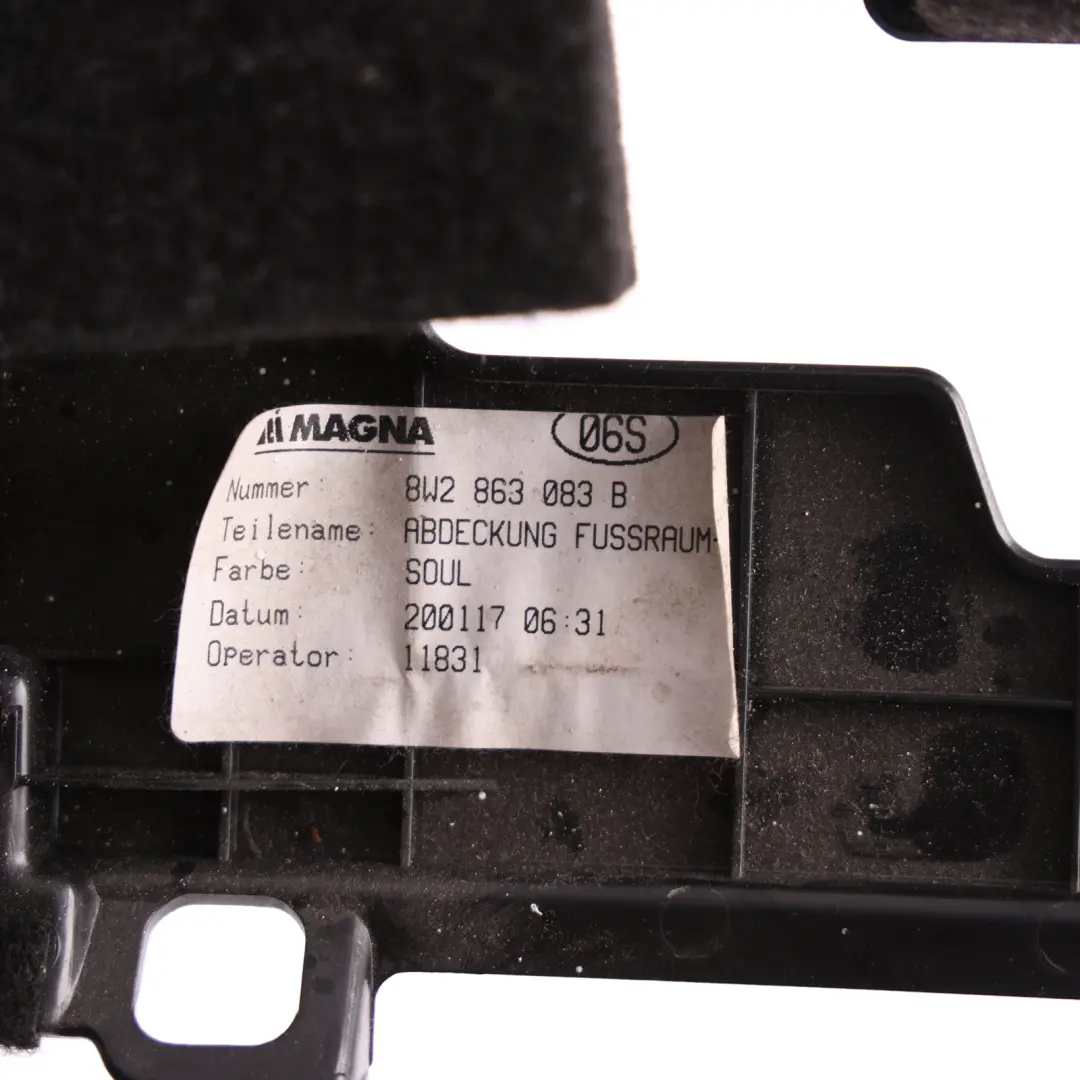 MAGNA 06S
Nummer: 8W2 863 083 B
Teilename: ABDECKUNG FUSSRAUM-
Farbe: SOUL
Datum: 200117 06:31
Operator: 11831